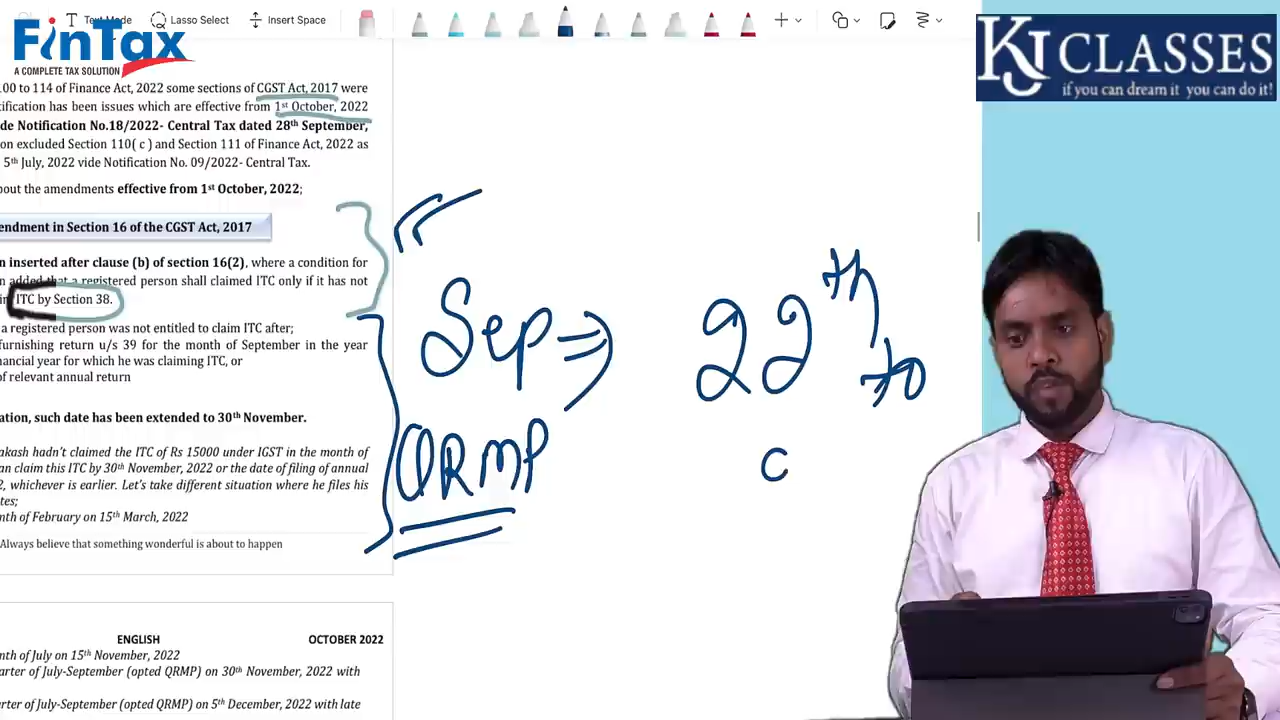 Text Mode
Lasso Select
Insert Space
FinTax
A COMPLETE TAX SOLUTION
KJ CLASSES
if you can dream it you can do it!
100 to 114 of Finance Act, 2022 some sections of CGST Act, 2017 were
tification has been issues which are effective from 1st October, 2022
de Notification No.18/2022- Central Tax dated 28th September,
on excluded Section 110( c ) and Section 111 of Finance Act, 2022 as
5th July, 2022 vide Notification No. 09/2022- Central Tax.
bout the amendments effective from 1st October, 2022;
endment in Section 16 of the CGST Act, 2017
n inserted after clause (b) of section 16(2), where a condition for
n added that a registered person shall claimed ITC only if it has not
in ITC by Section 38.
a registered person was not entitled to claim ITC after;
furnishing return u/s 39 for the month of September in the year
nancial year for which he was claiming ITC, or
of relevant annual return
ation, such date has been extended to 30th November.
akash hadn't claimed the ITC of Rs 15000 under IGST in the month of
an claim this ITC by 30th November, 2022 or the date of filing of annual
2, whichever is earlier. Let's take different situation where he files his
tes;
nth of February on 15th March, 2022
Always believe that something wonderful is about to happen
Sep ⇒ 22th to
QRMP C
ENGLISH OCTOBER 2022
nth of July on 15th November, 2022
arter of July-September (opted QRMP) on 30th November, 2022 with
arter of July-September (opted QRMP) on 5th December, 2022 with late